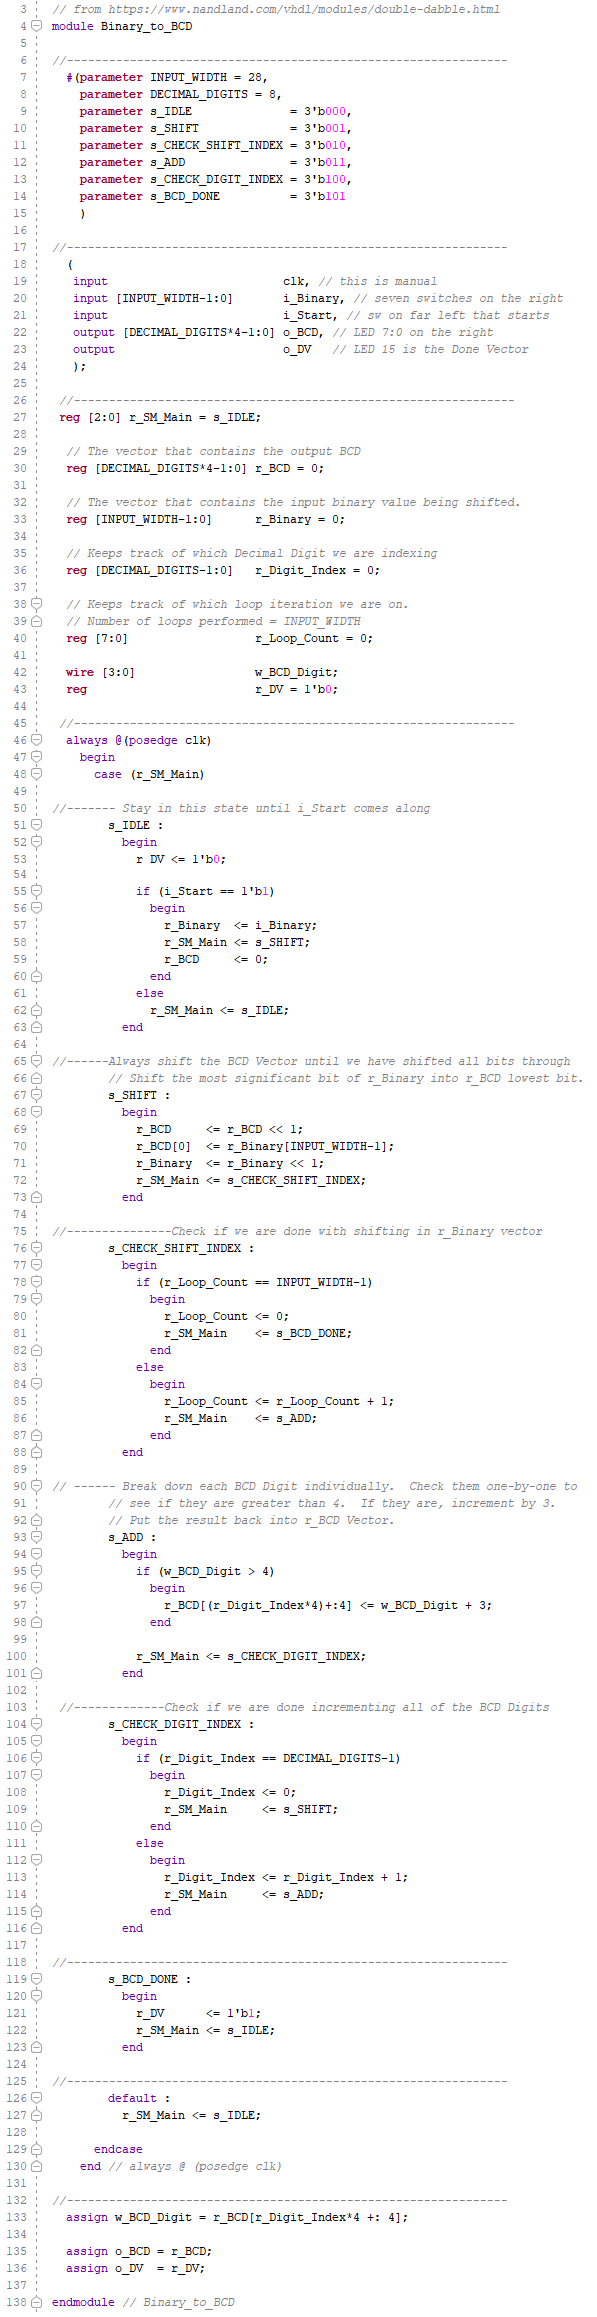 3 // from https://www.nandland.com/vhdl/modules/double-dabble.html
4 module Binary_to_BCD
5
6 //---------------------------------------------------------------
7 #(parameter INPUT_WIDTH = 28,
8 parameter DECIMAL_DIGITS = 8,
9 parameter s_IDLE = 3'b000,
10 parameter s_SHIFT = 3'b001,
11 parameter s_CHECK_SHIFT_INDEX = 3'b010,
12 parameter s_ADD = 3'b011,
13 parameter s_CHECK_DIGIT_INDEX = 3'b100,
14 parameter s_BCD_DONE = 3'b101
15 )
16
17 //---------------------------------------------------------------
18 (
19 input clk, // this is manual
20 input [INPUT_WIDTH-1:0] i_Binary, // seven switches on the right
21 input i_Start, // sw on far left that starts
22 output [DECIMAL_DIGITS*4-1:0] o_BCD, // LED 7:0 on the right
23 output o_DV // LED 15 is the Done Vector
24 );
25
26 //---------------------------------------------------------------
27 reg [2:0] r_SM_Main = s_IDLE;
28
29 // The vector that contains the output BCD
30 reg [DECIMAL_DIGITS*4-1:0] r_BCD = 0;
31
32 // The vector that contains the input binary value being shifted.
33 reg [INPUT_WIDTH-1:0] r_Binary = 0;
34
35 // Keeps track of which Decimal Digit we are indexing
36 reg [DECIMAL_DIGITS-1:0] r_Digit_Index = 0;
37
38 // Keeps track of which loop iteration we are on.
39 // Number of loops performed = INPUT_WIDTH
40 reg [7:0] r_Loop_Count = 0;
41
42 wire [3:0] w_BCD_Digit;
43 reg r_DV = 1'b0;
44
45 //---------------------------------------------------------------
46 always @(posedge clk)
47 begin
48 case (r_SM_Main)
49
50 //------- Stay in this state until i_Start comes along
51 s_IDLE :
52 begin
53 r_DV <= 1'b0;
54
55 if (i_Start == 1'b1)
56 begin
57 r_Binary <= i_Binary;
58 r_SM_Main <= s_SHIFT;
59 r_BCD <= 0;
60 end
61 else
62 r_SM_Main <= s_IDLE;
63 end
64
65 //------Always shift the BCD Vector until we have shifted all bits through
66 // Shift the most significant bit of r_Binary into r_BCD lowest bit.
67 s_SHIFT :
68 begin
69 r_BCD <= r_BCD << 1;
70 r_BCD[0] <= r_Binary[INPUT_WIDTH-1];
71 r_Binary <= r_Binary << 1;
72 r_SM_Main <= s_CHECK_SHIFT_INDEX;
73 end
74
75 //---------------Check if we are done with shifting in r_Binary vector
76 s_CHECK_SHIFT_INDEX :
77 begin
78 if (r_Loop_Count == INPUT_WIDTH-1)
79 begin
80 r_Loop_Count <= 0;
81 r_SM_Main <= s_BCD_DONE;
82 end
83 else
84 begin
85 r_Loop_Count <= r_Loop_Count + 1;
86 r_SM_Main <= s_ADD;
87 end
88 end
89
90 // ------ Break down each BCD Digit individually. Check them one-by-one to
91 // see if they are greater than 4. If they are, increment by 3.
92 // Put the result back into r_BCD Vector.
93 s_ADD :
94 begin
95 if (w_BCD_Digit > 4)
96 begin
97 r_BCD[(r_Digit_Index*4)+:4] <= w_BCD_Digit + 3;
98 end
99
100 r_SM_Main <= s_CHECK_DIGIT_INDEX;
101 end
102
103 //-------------Check if we are done incrementing all of the BCD Digits
104 s_CHECK_DIGIT_INDEX :
105 begin
106 if (r_Digit_Index == DECIMAL_DIGITS-1)
107 begin
108 r_Digit_Index <= 0;
109 r_SM_Main <= s_SHIFT;
110 end
111 else
112 begin
113 r_Digit_Index <= r_Digit_Index + 1;
114 r_SM_Main <= s_ADD;
115 end
116 end
117
118 //---------------------------------------------------------------
119 s_BCD_DONE :
120 begin
121 r_DV <= 1'b1;
122 r_SM_Main <= s_IDLE;
123 end
124
125 //---------------------------------------------------------------
126 default :
127 r_SM_Main <= s_IDLE;
128
129 endcase
130 end // always @ (posedge clk)
131
132 //---------------------------------------------------------------
133 assign w_BCD_Digit = r_BCD[r_Digit_Index*4 +: 4];
134
135 assign o_BCD = r_BCD;
136 assign o_DV = r_DV;
137
138 endmodule // Binary_to_BCD